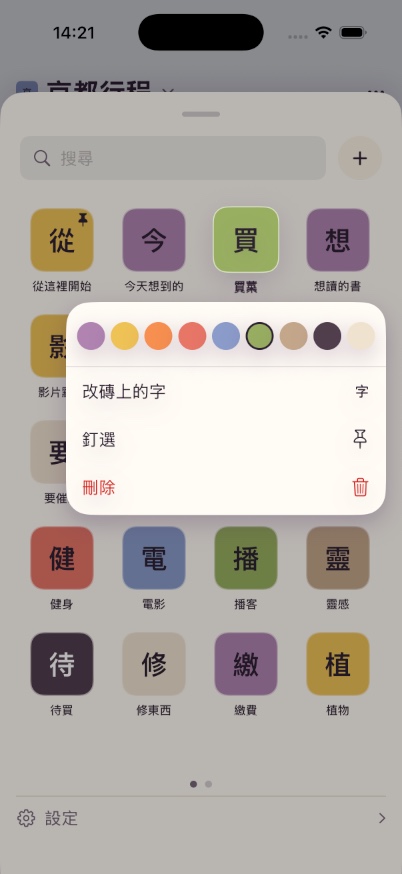 14:21
京都行程
搜尋
從 今 買 想
從這裡開始 今天想到的 買菜 想讀的書
影
影片
改磚上的字 字
釘選
要
要催
刪除
健 電 播 靈
健身 電影 播客 靈感
待 修 繳 植
待買 修東西 繳費 植物
設定